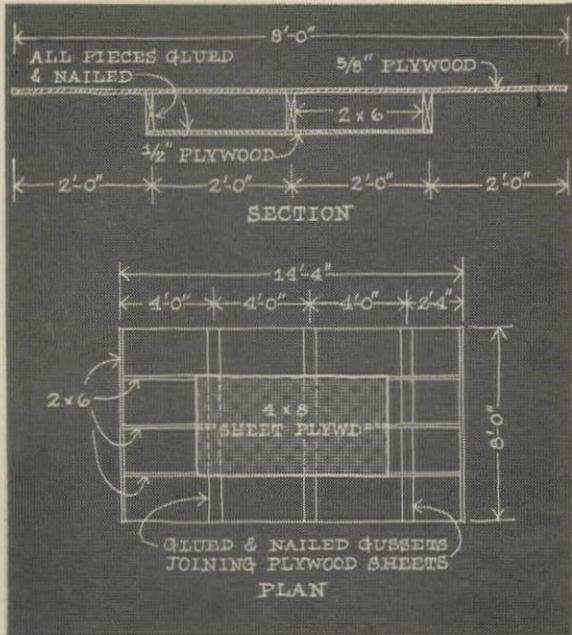 8'-0"
ALL PIECES GLUED
& NAILED
5/8" PLYWOOD
2 x 6
1/2" PLYWOOD
2'-0" 2'-0" 2'-0" 2'-0"
SECTION
14'-4"
4'0" 4'0" 4'0" 2'4"
2x6
4 x 8
SHEET PLYWD
8'0"
GLUED & NAILED GUSSETS
JOINING PLYWOOD SHEETS
PLAN